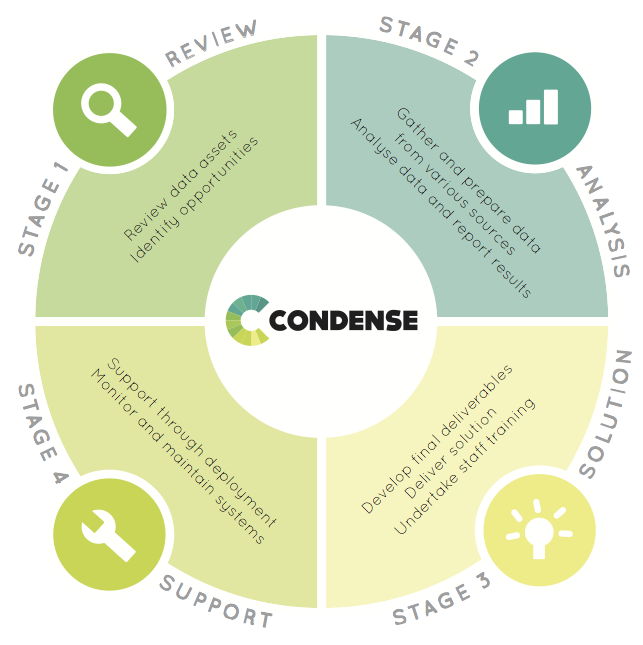 STAGE 1
REVIEW
Review data assets
Identify opportunities
STAGE 2
ANALYSIS
Gather and prepare data
from various sources
Analyse data and report results
CONDENSE
SOLUTION
STAGE 3
Develop final deliverables
Deliver solution
Undertake staff training
STAGE 4
SUPPORT
Support through deployment
Monitor and maintain systems